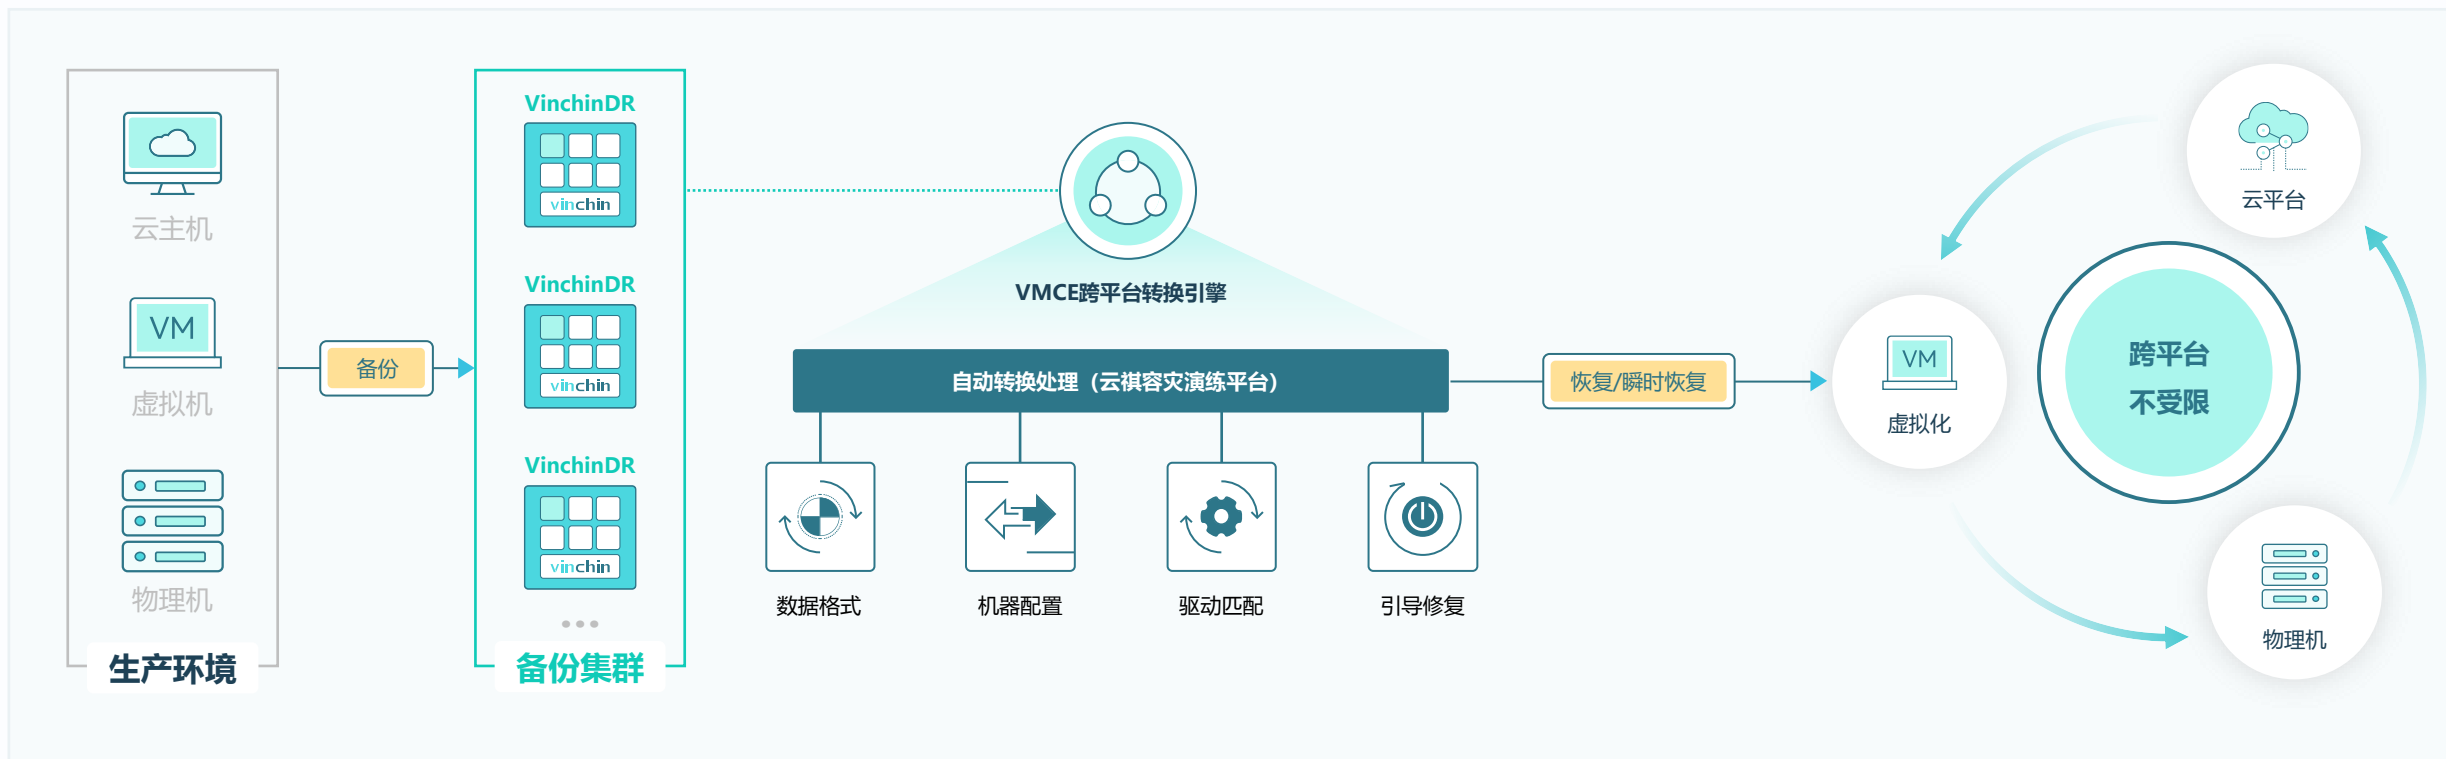 云主机
VM
虚拟机
物理机
生产环境
备份
VinchinDR
vinchin
VinchinDR
vinchin
VinchinDR
vinchin
备份集群
VMCE跨平台转换引擎
自动转换处理（云祺容灾演练平台）
数据格式
机器配置
驱动匹配
引导修复
恢复/瞬时恢复
云平台
VM
虚拟化
跨平台
不受限
物理机